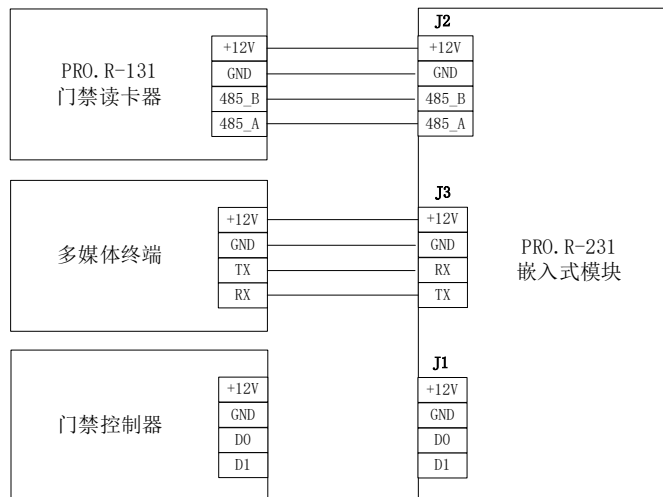 PRO.R-131
门禁读卡器
+12V
GND
485_B
485_A
J2
+12V
GND
485_B
485_A
多媒体终端
+12V
GND
TX
RX
J3
+12V
GND
RX
TX
PRO.R-231
嵌入式模块
门禁控制器
+12V
GND
D0
D1
J1
+12V
GND
D0
D1